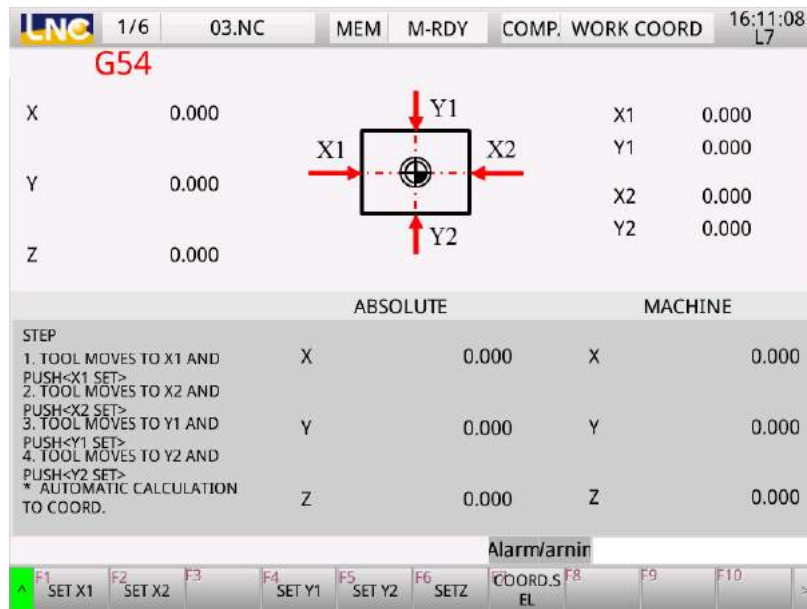 LNC 1/6 03.NC MEM M-RDY COMP. WORK COORD 16:11:08
L7
G54
X 0.000
Y 0.000
Z 0.000
Y1
X1 X2
Y2
X1 0.000
Y1 0.000
X2 0.000
Y2 0.000
ABSOLUTE MACHINE
STEP
1. TOOL MOVES TO X1 AND
PUSH<X1 SET>
2. TOOL MOVES TO X2 AND
PUSH<X2 SET>
3. TOOL MOVES TO Y1 AND
PUSH<Y1 SET>
4. TOOL MOVES TO Y2 AND
PUSH<Y2 SET>
* AUTOMATIC CALCULATION
TO COORD.
X 0.000 X 0.000
Y 0.000 Y 0.000
Z 0.000 Z 0.000
Alarm/arnin
^ F1 SET X1 F2 SET X2 F3 F4 SET Y1 F5 SET Y2 F6 SETZ COORD.S F8 F9 F10 >
EL